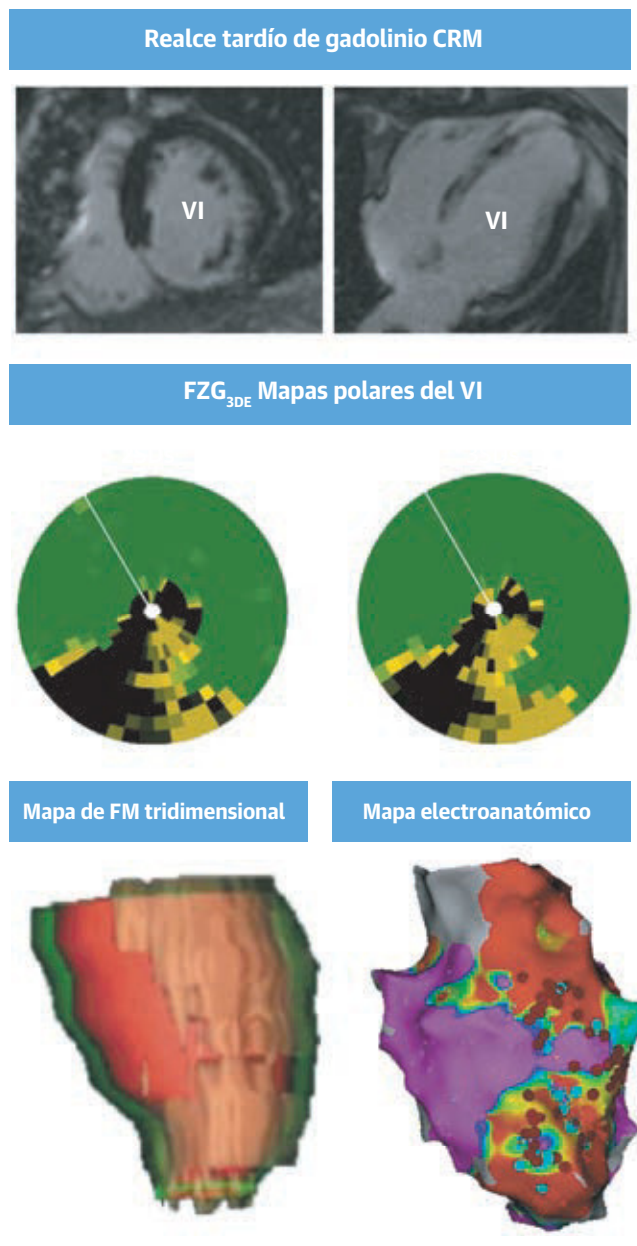 Realce tardío de gadolinio CRM
VI
VI
FZG3DE Mapas polares del VI
Mapa de FM tridimensional
Mapa electroanatómico